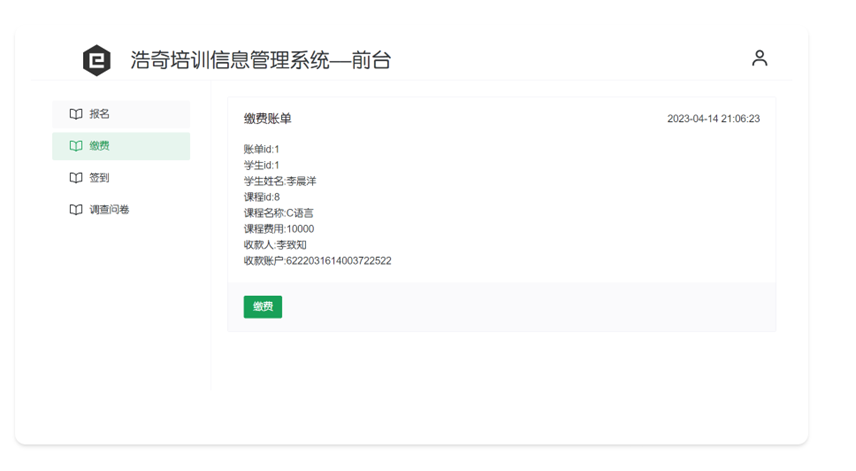 浩奇培训信息管理系统—前台
报名
缴费
签到
调查问卷
缴费账单
2023-04-14 21:06:23
账单id:1
学生id:1
学生姓名:李晨洋
课程id:8
课程名称:C语言
课程费用:10000
收款人:李致知
收款账户:6222031614003722522
缴费